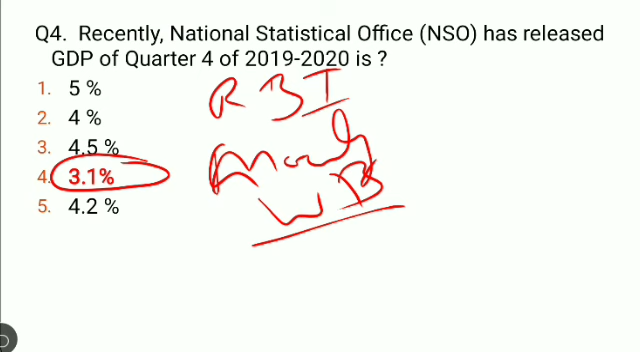 Q4. Recently, National Statistical Office (NSO) has released
GDP of Quarter 4 of 2019-2020 is ?
1. 5 %
2. 4 %
3. 4.5 %
4. 3.1%
5. 4.2 %
RBI
WB